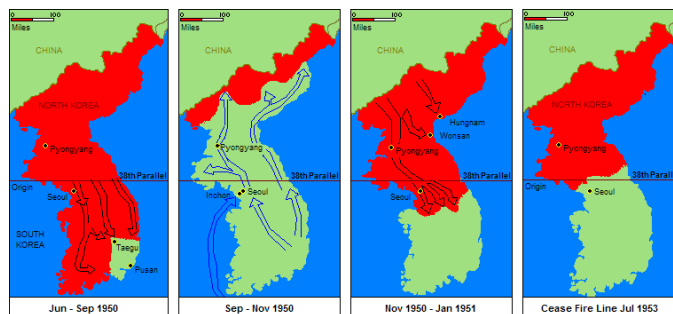 0 100
Miles
CHINA
NORTH KOREA
Pyongyang
38th Parallel
Origin
Seoul
SOUTH
KOREA
Taegu
Pusan
Jun - Sep 1950
0 100
Miles
CHINA
Pyongyang
38th Parallel
Inchon
Seoul
Sep - Nov 1950
0 100
Miles
CHINA
Hungnam
Wonsan
Pyongyang
38th Parallel
Seoul
Nov 1950 - Jan 1951
0 100
Miles
CHINA
NORTH KOREA
Pyongyang
38th Parallel
Origin
Seoul
Cease Fire Line Jul 1953